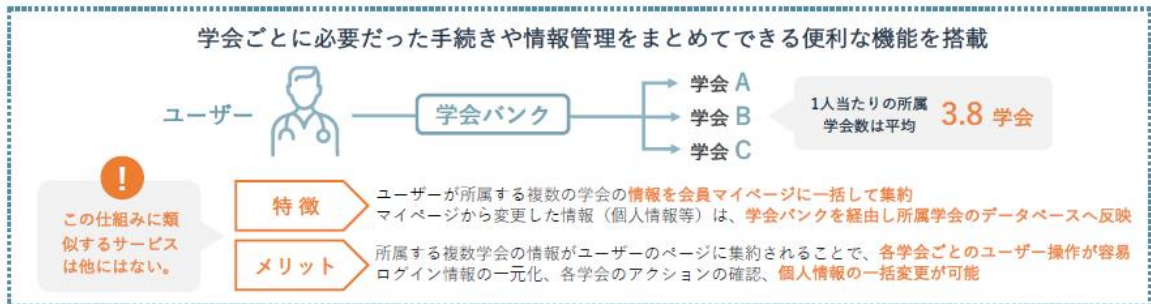 学会ごとに必要だった手続きや情報管理をまとめてできる便利な機能を搭載
ユーザー
学会バンク
学会 A
学会 B
学会 C
1人当たりの所属
学会数は平均
3.8 学会
!
この仕組みに類
似するサービス
は他にはない。
特 徴
ユーザーが所属する複数の学会の情報を会員マイページに一括して集約
マイページから変更した情報（個人情報等）は、学会バンクを経由し所属学会のデータベースへ反映
メリット
所属する複数学会の情報がユーザーのページに集約されることで、各学会ごとのユーザー操作が容易
ログイン情報の一元化、各学会のアクションの確認、個人情報の一括変更が可能